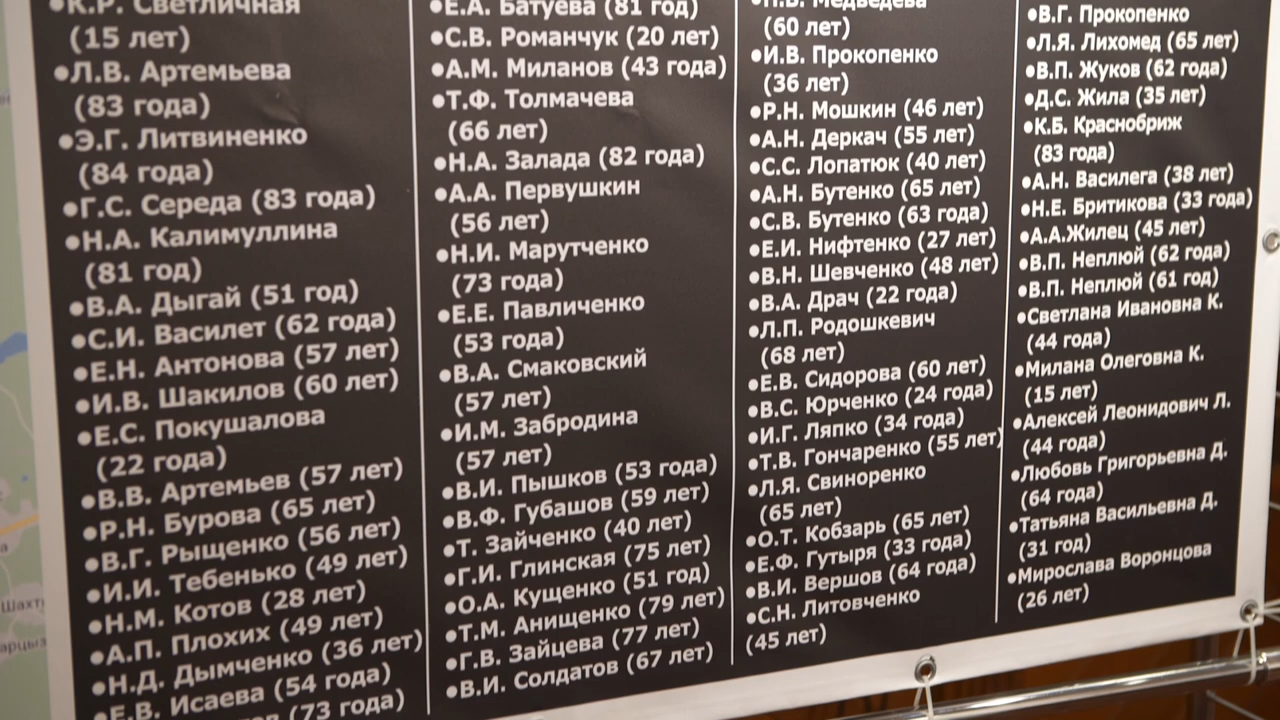 ●К.Р. Светличная
(15 лет)
●Л.В. Артемьева
(83 года)
●Э.Г. Литвиненко
(84 года)
●Г.С. Середа (83 года)
●Н.А. Калимуллина
(81 год)
●В.А. Дыгай (51 год)
●С.И. Василет (62 года)
●Е.Н. Антонова (57 лет)
●И.В. Шакилов (60 лет)
●Е.С. Покушалова
(22 года)
●В.В. Артемьев (57 лет)
●Р.Н. Бурова (65 лет)
●В.Г. Рыщенко (56 лет)
●И.И. Тебенько (49 лет)
●Н.М. Котов (28 лет)
●А.П. Плохих (49 лет)
●Н.Д. Дымченко (36 лет)
●Е.В. Исаева (54 года)
(73 года)
●Е.А. Батуева (81 год)
●С.В. Романчук (20 лет)
●А.М. Миланов (43 года)
●Т.Ф. Толмачева
(66 лет)
●Н.А. Залада (82 года)
●А.А. Первушкин
(56 лет)
●Н.И. Марутченко
(73 года)
●Е.Е. Павличенко
(53 года)
●В.А. Смаковский
(57 лет)
●И.М. Забродина
(57 лет)
●В.И. Пышков (53 года)
●В.Ф. Губашов (59 лет)
●Т. Зайченко (40 лет)
●Г.И. Глинская (75 лет)
●О.А. Кущенко (51 год)
●Т.М. Анищенко (79 лет)
●Г.В. Зайцева (77 лет)
●В.И. Солдатов (67 лет)
Медведева
(60 лет)
●И.В. Прокопенко
(36 лет)
●Р.Н. Мошкин (46 лет)
●А.Н. Деркач (55 лет)
●С.С. Лопатюк (40 лет)
●А.Н. Бутенко (65 лет)
●С.В. Бутенко (63 года)
●Е.И. Нифтенко (27 лет)
●В.Н. Шевченко (48 лет)
●В.А. Драч (22 года)
●Л.П. Родошкевич
(68 лет)
●Е.В. Сидорова (60 лет)
●В.С. Юрченко (24 года)
●И.Г. Ляпко (34 года)
●Т.В. Гончаренко (55 лет)
●Л.Я. Свиноренко
(65 лет)
●О.Т. Кобзарь (65 лет)
●Е.Ф. Гутыря (33 года)
●В.И. Вершов (64 года)
●С.Н. Литовченко
(45 лет)
●В.Г. Прокопенко
●Л.Я. Лихомед (65 лет)
●В.П. Жуков (62 года)
●Д.С. Жила (35 лет)
●К.Б. Краснобриж
(83 года)
●А.Н. Василега (38 лет)
●Н.Е. Бритикова (33 года)
●А.А.Жилец (45 лет)
●В.П. Неплюй (62 года)
●В.П. Неплюй (61 год)
●Светлана Ивановна К.
(44 года)
●Милана Олеговна К.
(15 лет)
●Алексей Леонидович Л.
(44 года)
●Любовь Григорьевна Д.
(64 года)
●Татьяна Васильевна Д.
(31 год)
●Мирослава Воронцова
(26 лет)